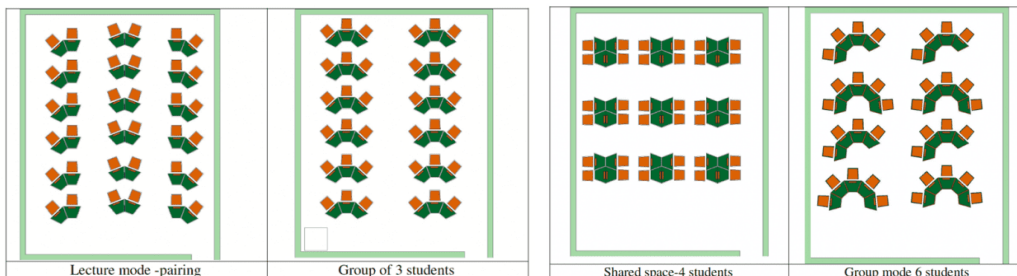 Lecture mode -pairing
Group of 3 students
Shared space-4 students
Group mode 6 students